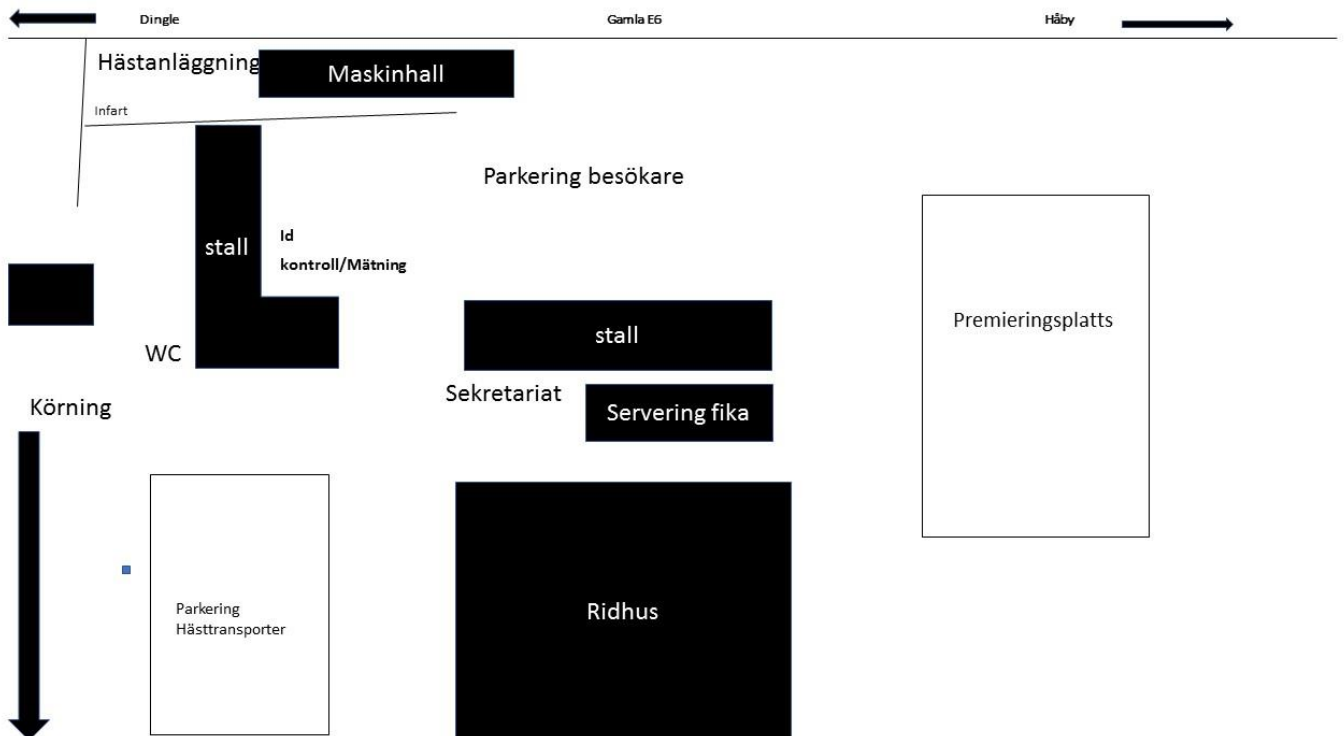 Dingle
Gamla E6
Håby
Hästanläggning
Maskinhall
Infart
Parkering besökare
stall
Id
kontroll/Mätning
Premieringsplatts
stall
WC
Sekretariat
Servering fika
Körning
Parkering
Hästtransporter
Ridhus